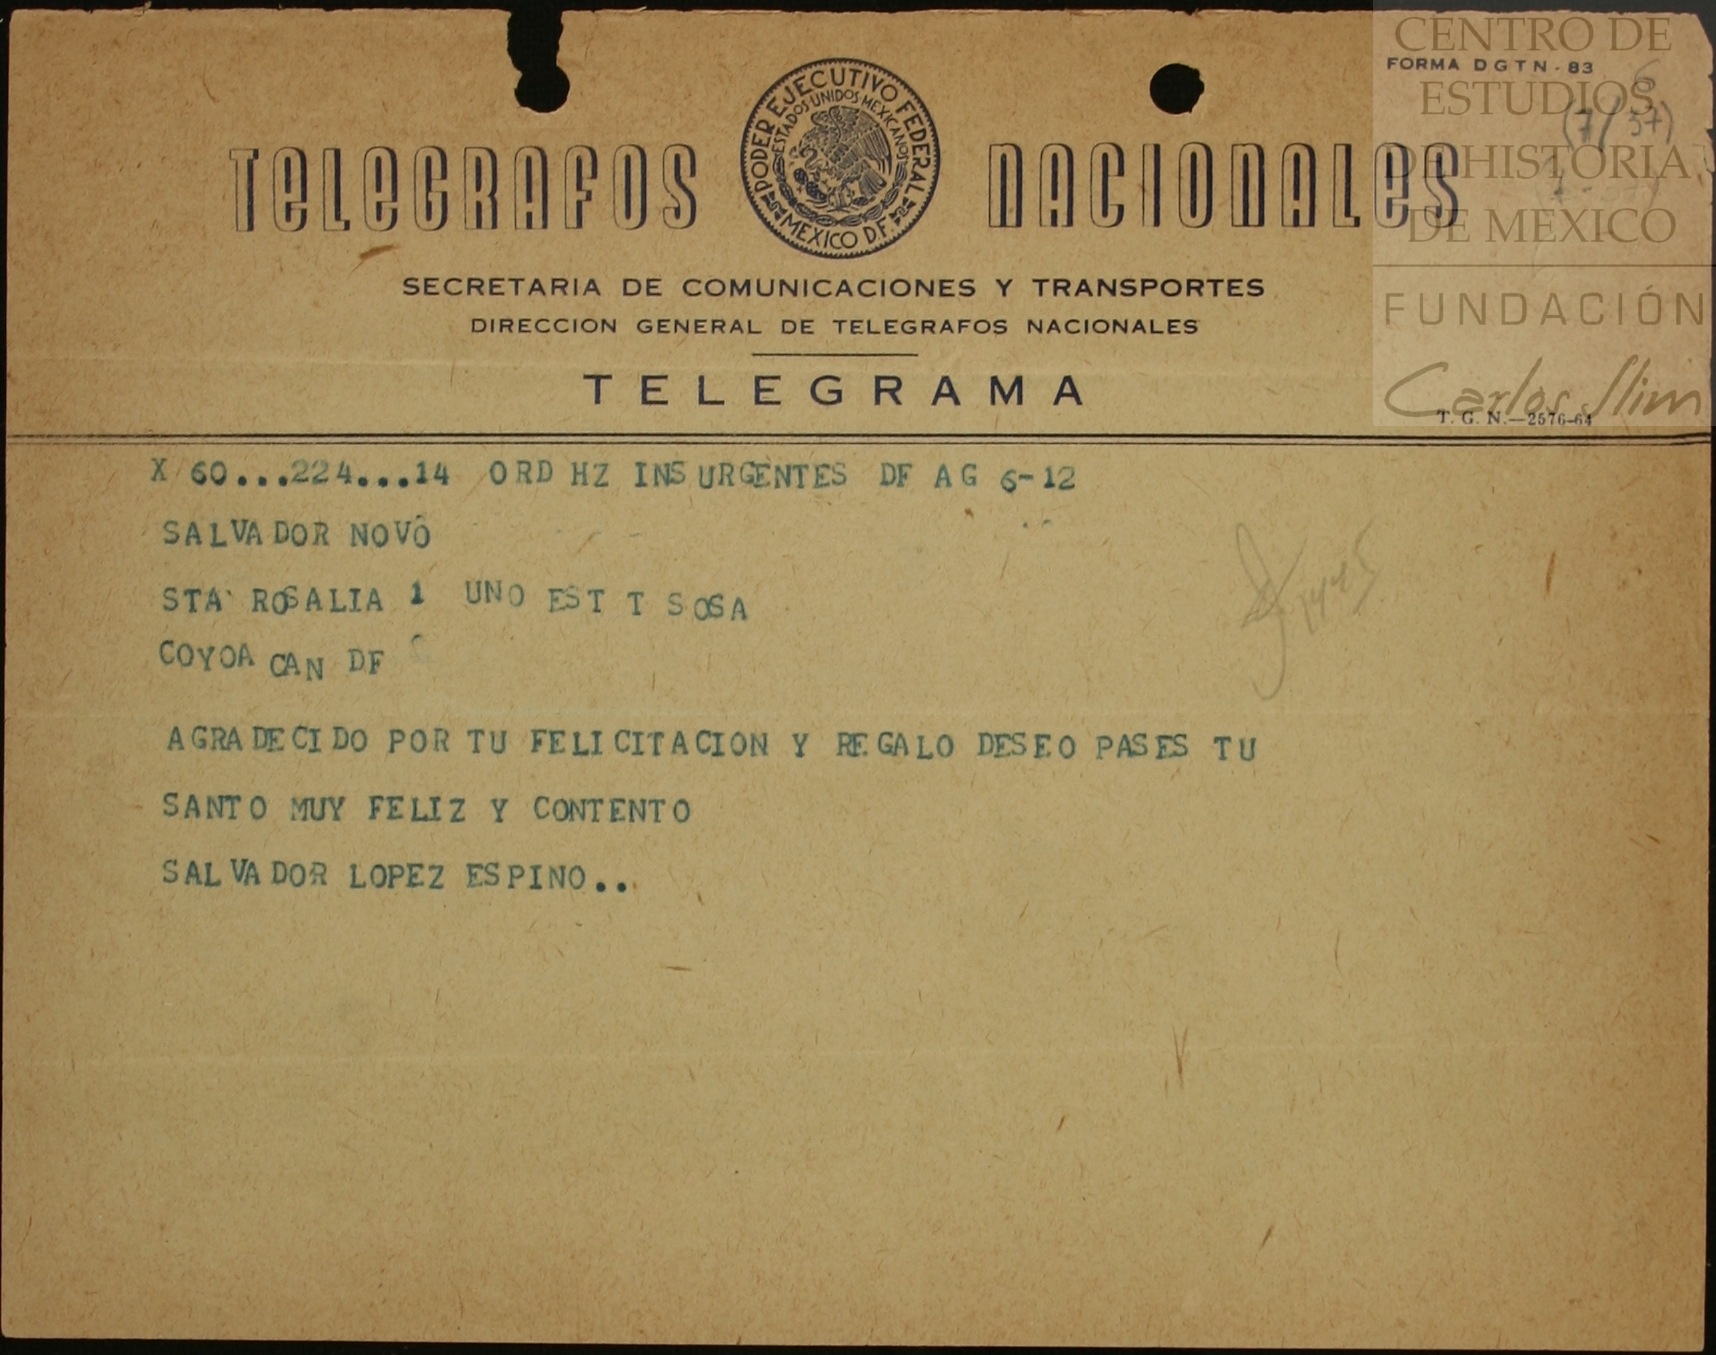 CENTRO DE
FORMA DGTN-83
ESTUDIOS
DE HISTORIA
DE MEXICO
FUNDACIÓN
Carlos Slim
TELEGRAFOS NACIONALES
PODER EJECUTIVO FEDERAL
ESTADOS UNIDOS MEXICANOS
MEXICO D.F.
SECRETARIA DE COMUNICACIONES Y TRANSPORTES
DIRECCION GENERAL DE TELEGRAFOS NACIONALES
TELEGRAMA
T. G. N.—2576-64
X 60...224...14 ORD HZ INSURGENTES DF AG 6-12
SALVADOR NOVO
STA ROSALIA 1 UNO EST T SOSA
COYOACAN DF
AGRADECIDO POR TU FELICITACION Y REGALO DESEO PASES TU
SANTO MUY FELIZ Y CONTENTO
SALVADOR LOPEZ ESPINO..